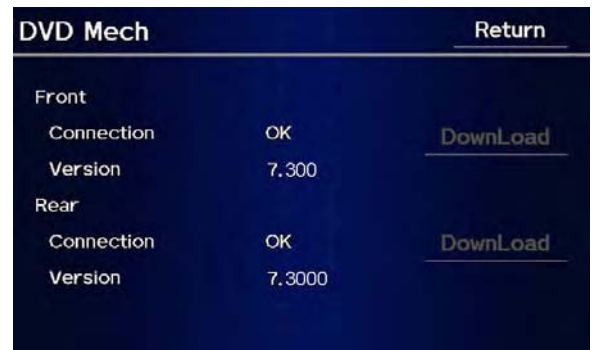 DVD Mech Return
Front
Connection OK DownLoad
Version 7.300
Rear
Connection OK DownLoad
Version 7.3000